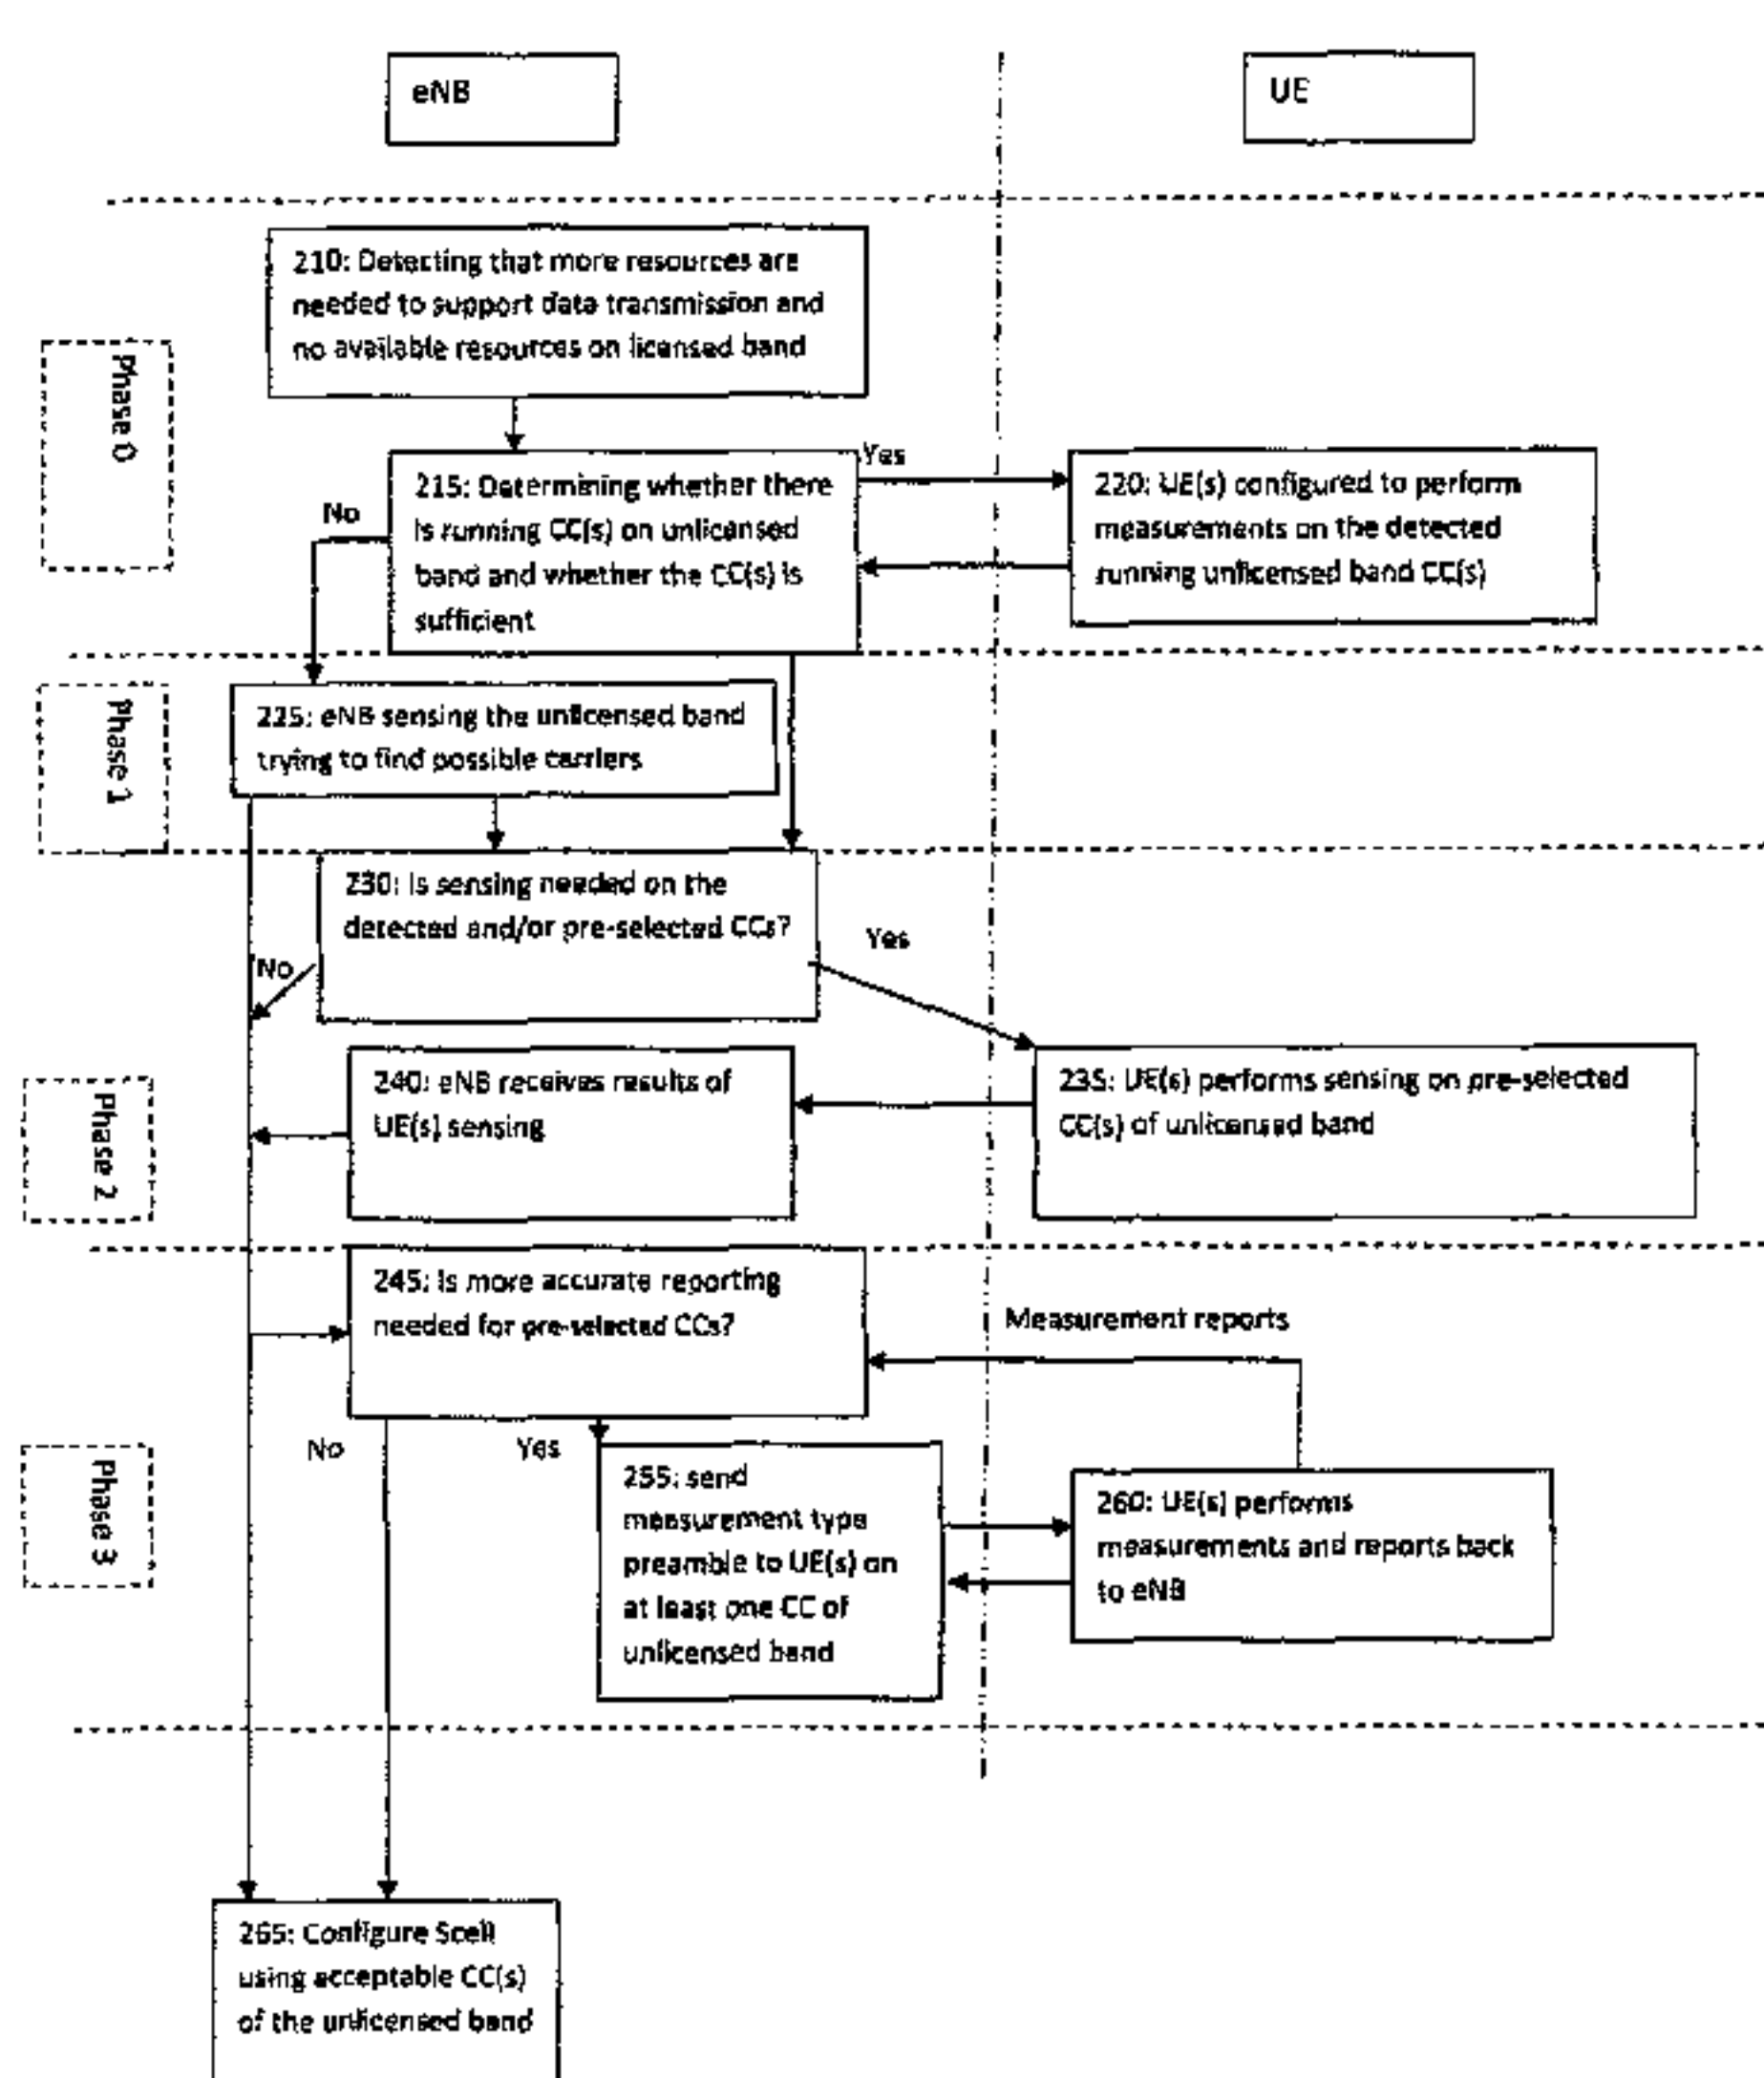 eNB
UE
210: Detecting that more resources are
needed to support data transmission and
no available resources on licensed band
Phase 0
Yes
215: Determining whether there
is running CC(s) on unlicensed
band and whether the CC(s) is
sufficient
No
220: UE(s) configured to perform
measurements on the detected
running unlicensed band CC(s)
Phase 1
225: eNB sensing the unlicensed band
trying to find possible carriers
230: Is sensing needed on the
detected and/or pre-selected CCs?
Yes
No
Phase 2
240: eNB receives results of
UE(s) sensing
235: UE(s) performs sensing on pre-selected
CC(s) of unlicensed band
245: Is more accurate reporting
needed for pre-selected CCs?
Measurement reports
No
Yes
Phase 3
255: send
measurement type
preamble to UE(s) on
at least one CC of
unlicensed band
260: UE(s) performs
measurements and reports back
to eNB
265: Configure Scell
using acceptable CC(s)
of the unlicensed band